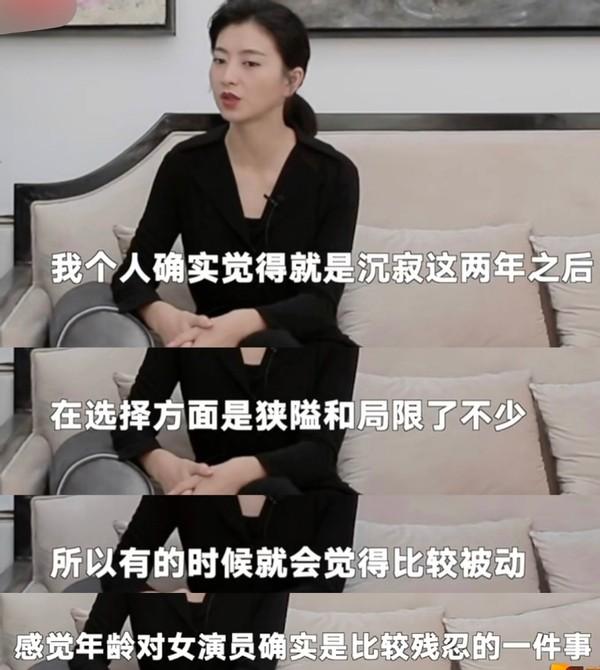 我个人确实觉得就是沉寂这两年之后
在选择方面是狭隘和局限了不少
所以有的时候就会觉得比较被动
感觉年龄对女演员确实是比较残忍的一件事